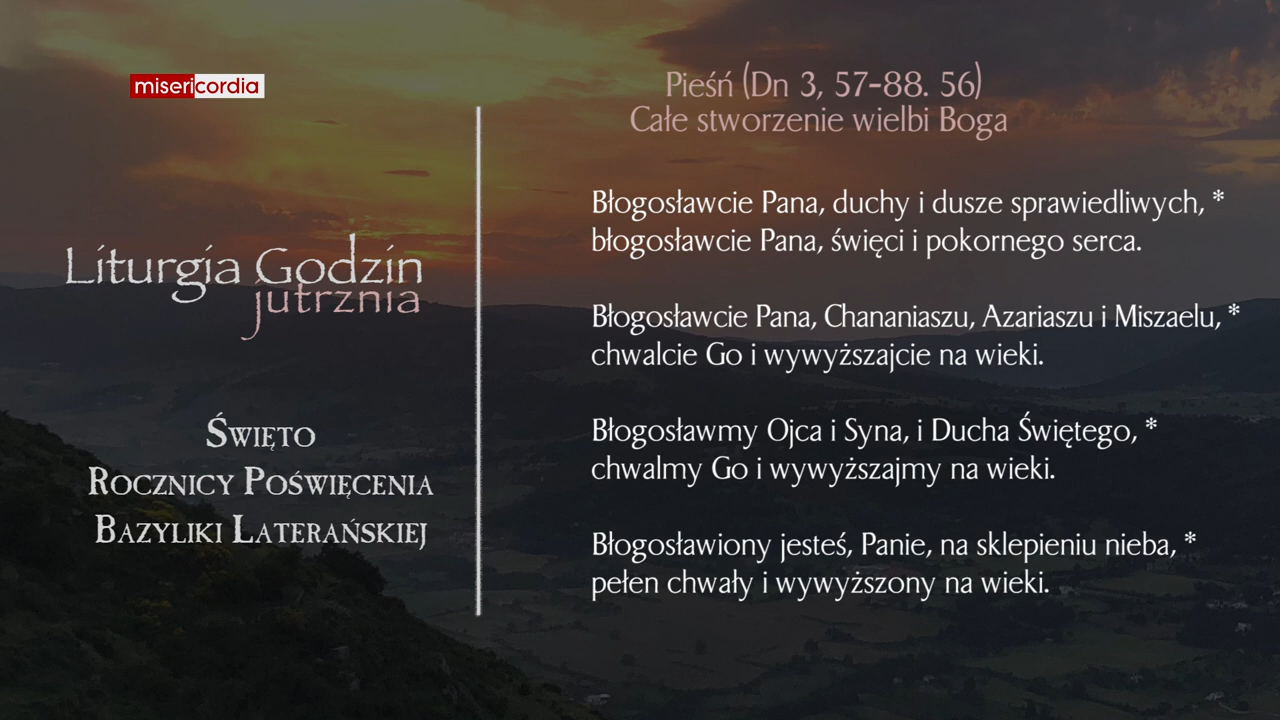 misericordia
Liturgia Godzin
jutrznia
Święto
Rocznicy Poświęcenia
Bazyliki Laterańskiej
Pieśń (Dn 3, 57-88. 56)
Całe stworzenie wielbi Boga
Błogosławcie Pana, duchy i dusze sprawiedliwych, *
błogosławcie Pana, święci i pokornego serca.
Błogosławcie Pana, Chananiaszu, Azariaszu i Miszaelu, *
chwalcie Go i wywyższajcie na wieki.
Błogosławmy Ojca i Syna, i Ducha Świętego, *
chwalmy Go i wywyższajmy na wieki.
Błogosławiony jesteś, Panie, na sklepieniu nieba, *
pełen chwały i wywyższony na wieki.